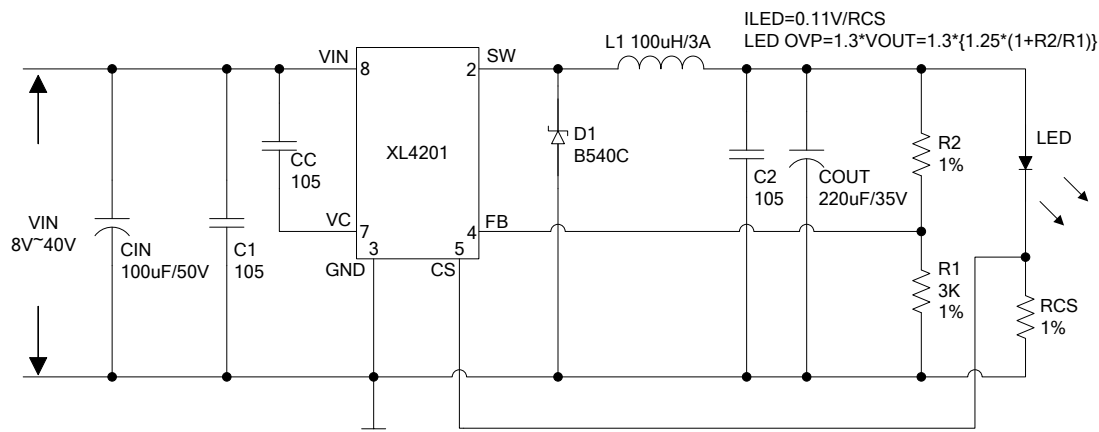 ILED=0.11V/RCS
LED OVP=1.3*VOUT=1.3*{1.25*(1+R2/R1)}
L1 100uH/3A
VIN
8
2
SW
XL4201
CC
105
D1
B540C
C2
105
COUT
220uF/35V
R2
1%
LED
VC
7
4
FB
VIN
8V~40V
CIN
100uF/50V
C1
105
3
GND
5
CS
R1
3K
1%
RCS
1%